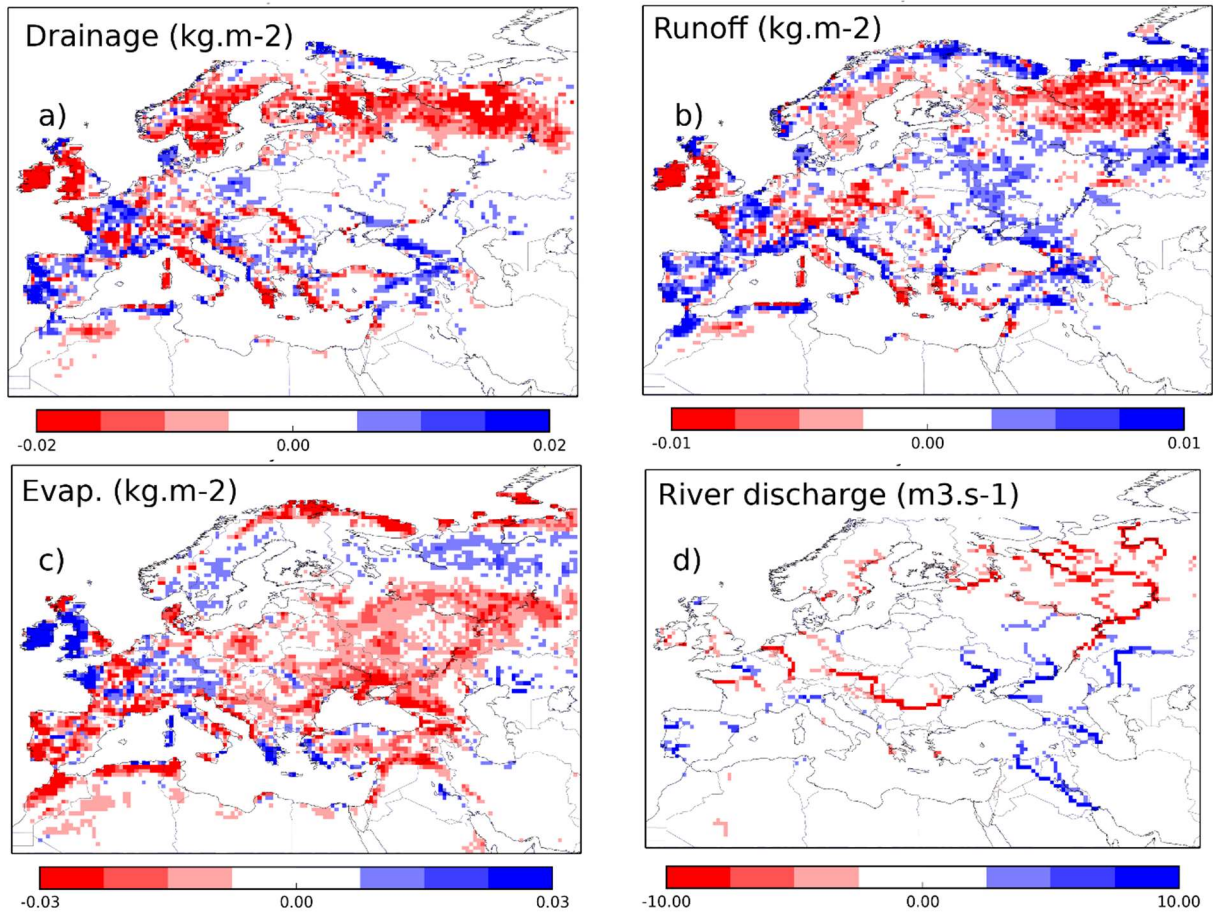 Drainage (kg.m-2)
a)
-0.02 0.00 0.02
Runoff (kg.m-2)
b)
-0.01 0.00 0.01
Evap. (kg.m-2)
c)
-0.03 0.00 0.03
River discharge (m3.s-1)
d)
-10.00 0.00 10.00